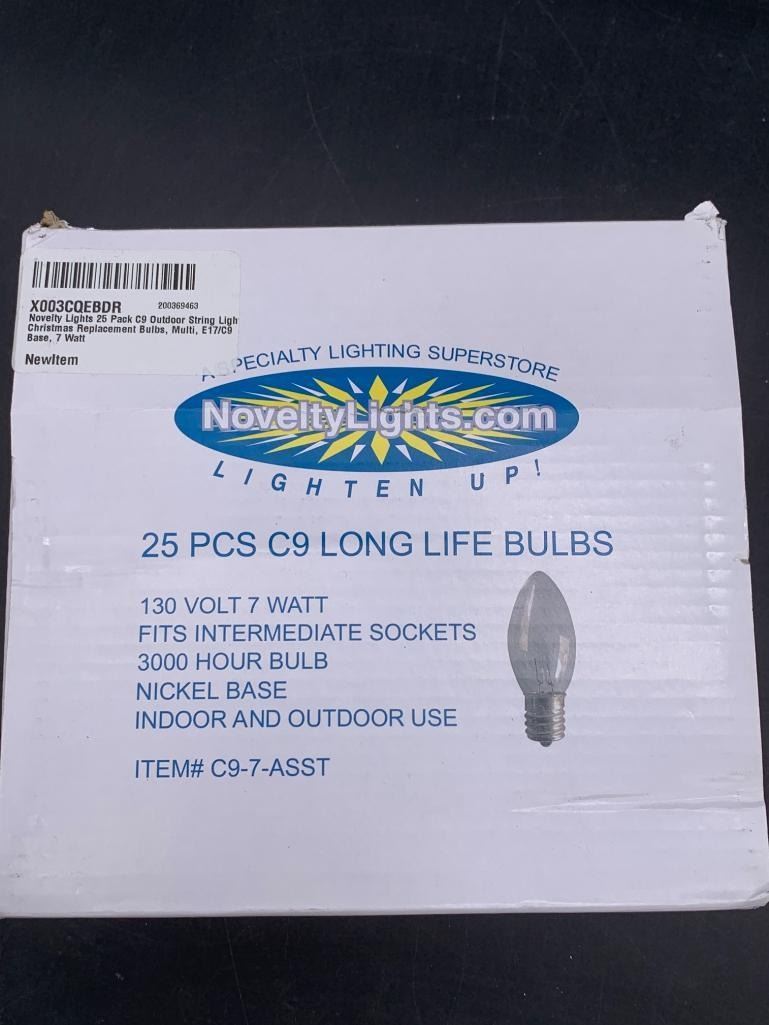 X003CQEBDR 200369463
Novelty Lights 25 Pack C9 Outdoor String Ligh
Christmas Replacement Bulbs, Multi, E17/C9
Base, 7 Watt
NewItem
A SPECIALTY LIGHTING SUPERSTORE
NoveltyLights.com
LIGHTEN UP!
25 PCS C9 LONG LIFE BULBS
130 VOLT 7 WATT
FITS INTERMEDIATE SOCKETS
3000 HOUR BULB
NICKEL BASE
INDOOR AND OUTDOOR USE
ITEM# C9-7-ASST